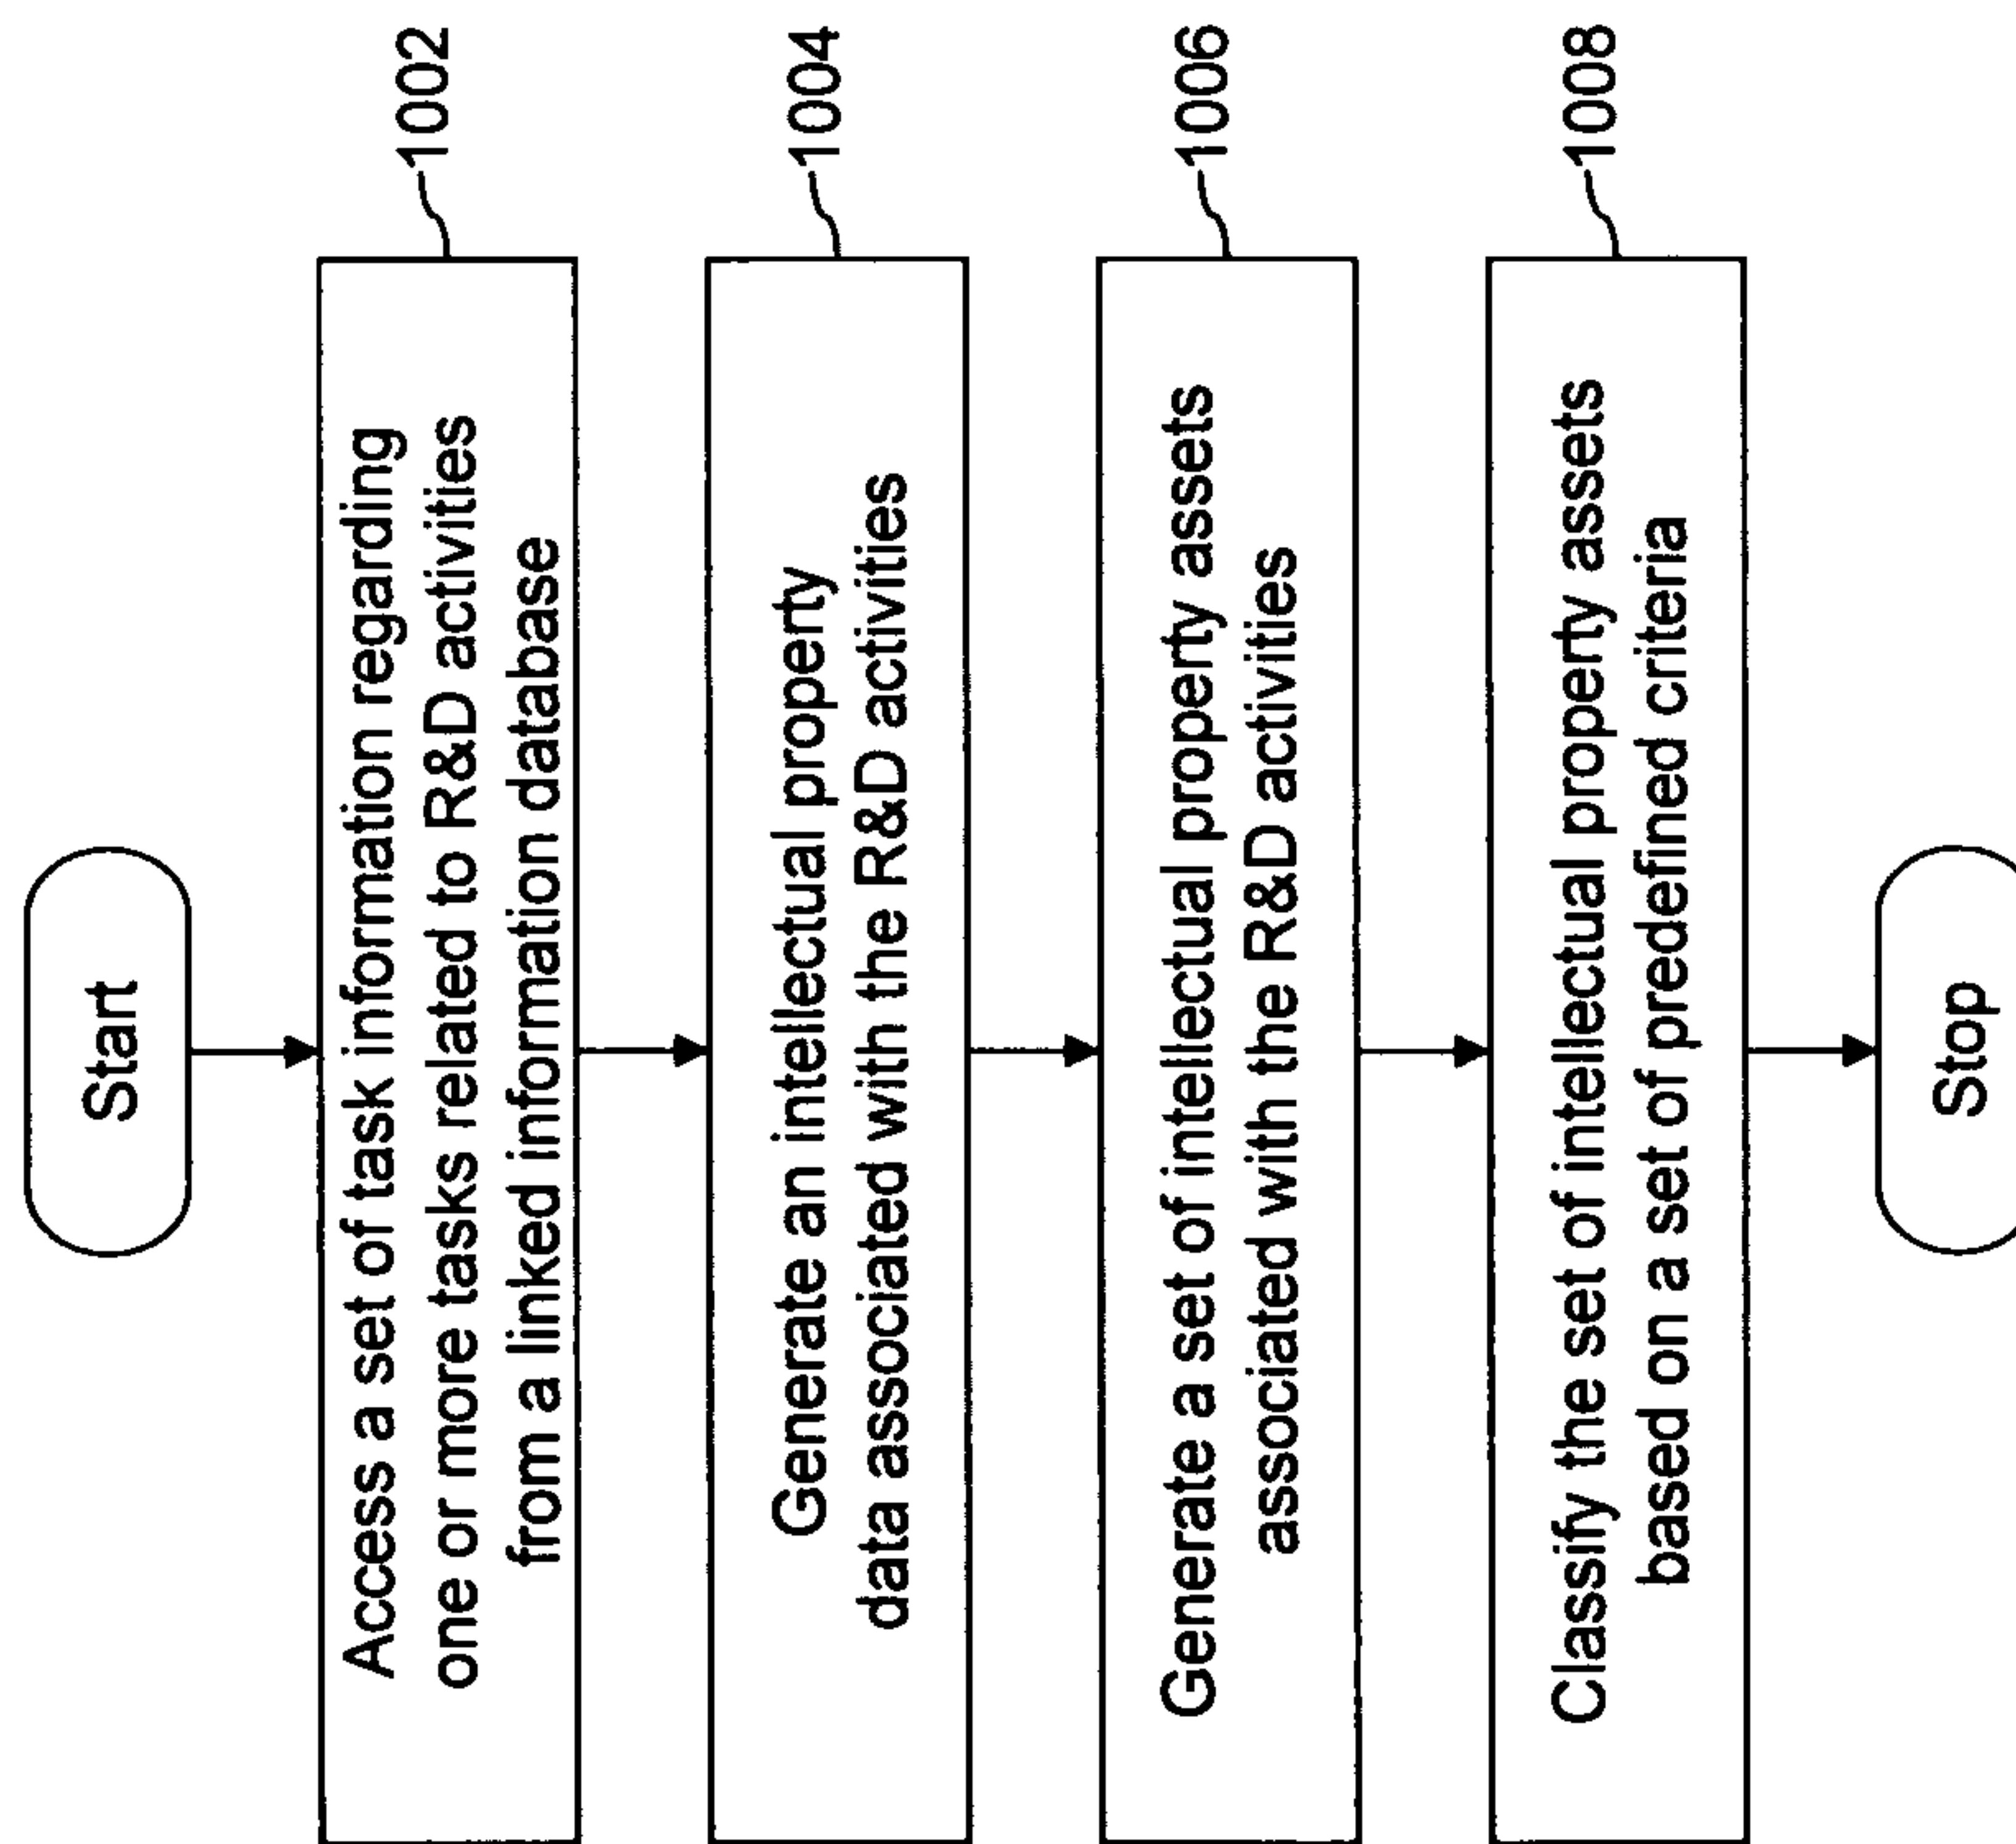 Start
Access a set of task information regarding
one or more tasks related to R&D activities
from a linked information database
1002
Generate an intellectual property
data associated with the R&D activities
1004
Generate a set of intellectual property assets
associated with the R&D activities
1006
Classify the set of intellectual property assets
based on a set of predefined criteria
1008
Stop